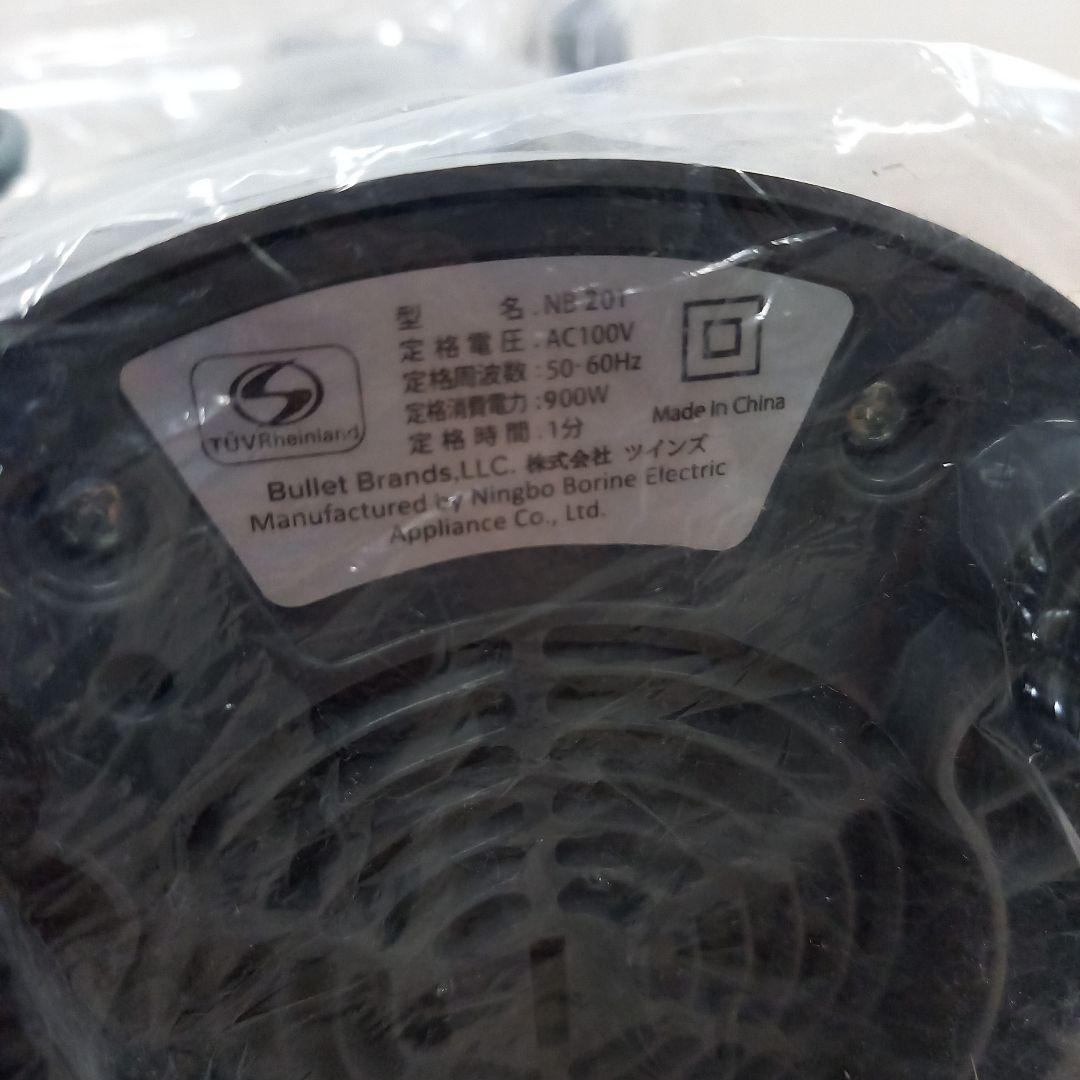 型 名 : NB-201
定格電圧 : AC100V
定格周波数 : 50-60Hz
定格消費電力 : 900W
定格時間 : 1分
TÜVRheinland
Made in China
Bullet Brands,LLC. 株式会社 ツインズ
Manufactured by Ningbo Borine Electric
Appliance Co., Ltd.